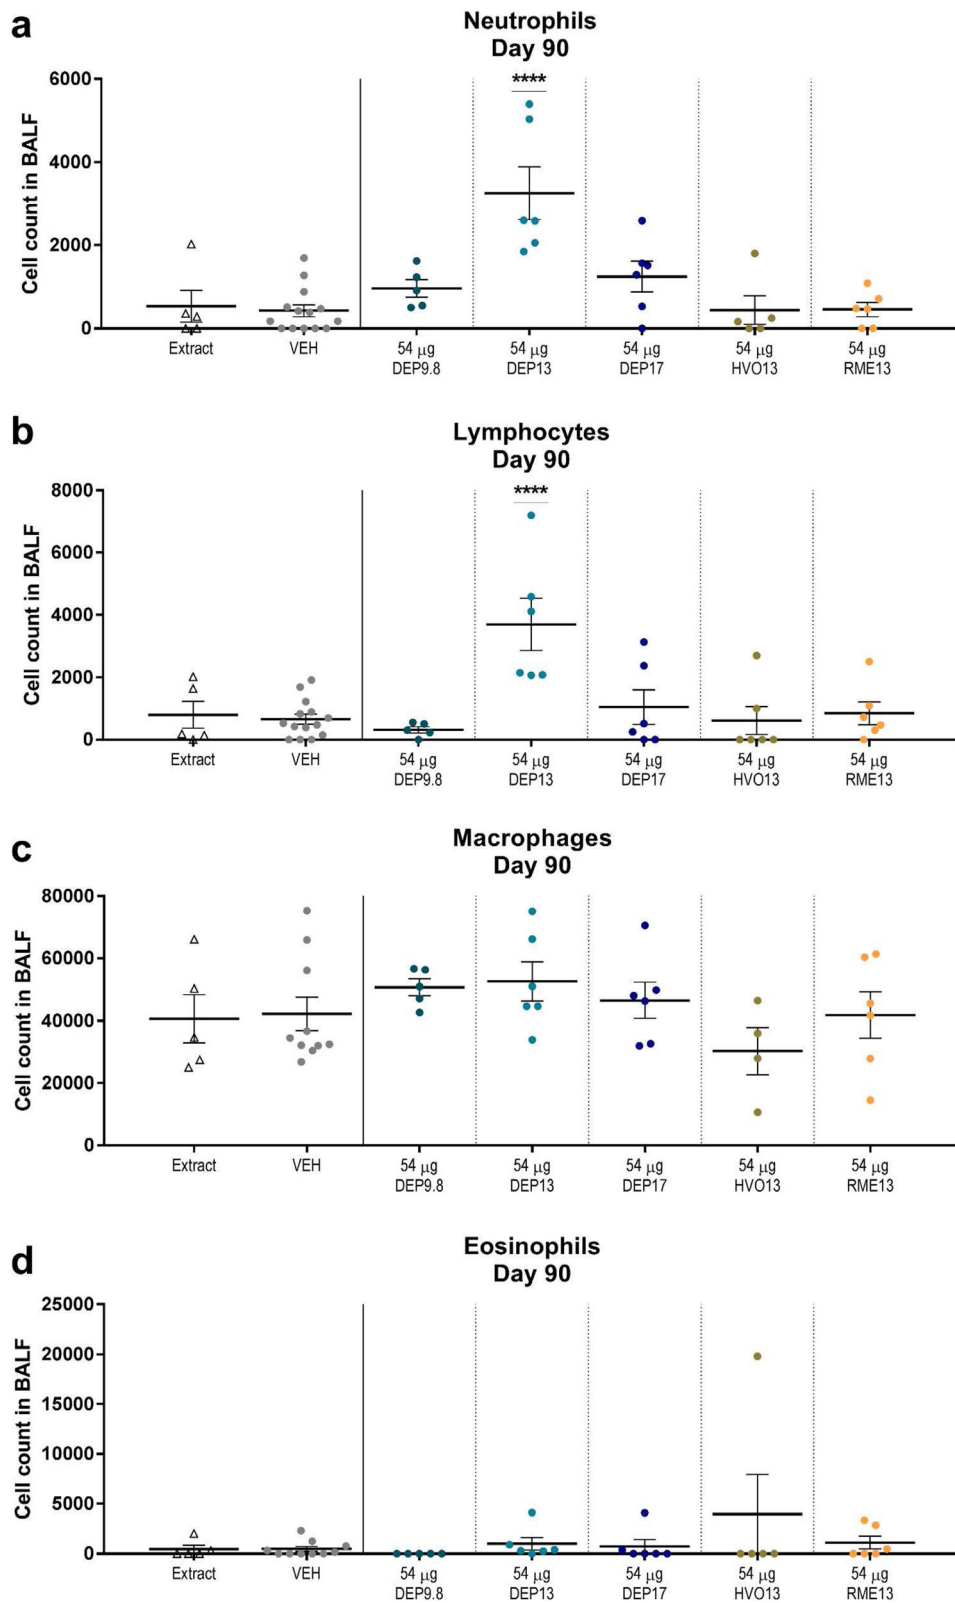 a
Neutrophils
Day 90
****
Cell count in BALF
6000
4000
2000
0
Extract
VEH
54 μg
DEP9.8
54 μg
DEP13
54 μg
DEP17
54 μg
HVO13
54 μg
RME13
b
Lymphocytes
Day 90
****
Cell count in BALF
8000
6000
4000
2000
0
Extract
VEH
54 μg
DEP9.8
54 μg
DEP13
54 μg
DEP17
54 μg
HVO13
54 μg
RME13
c
Macrophages
Day 90
Cell count in BALF
80000
60000
40000
20000
0
Extract
VEH
54 μg
DEP9.8
54 μg
DEP13
54 μg
DEP17
54 μg
HVO13
54 μg
RME13
d
Eosinophils
Day 90
Cell count in BALF
25000
20000
15000
10000
5000
0
Extract
VEH
54 μg
DEP9.8
54 μg
DEP13
54 μg
DEP17
54 μg
HVO13
54 μg
RME13